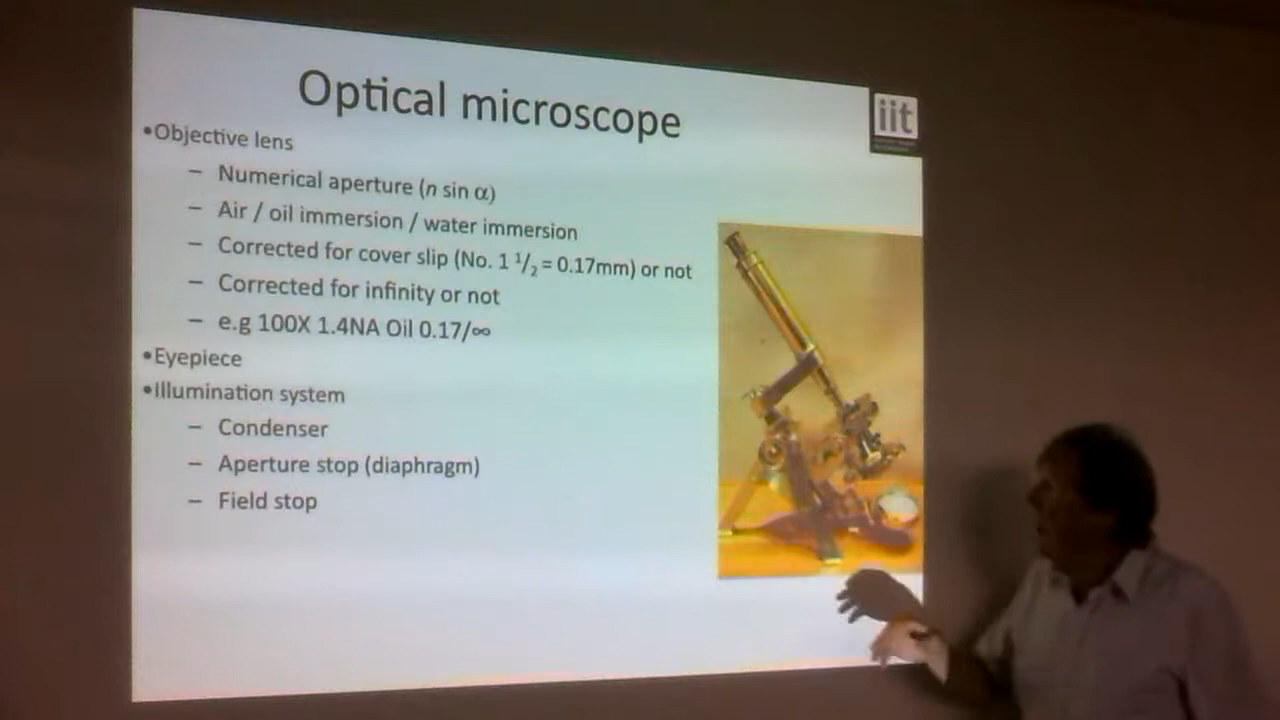 Optical microscope
iit
•Objective lens
– Numerical aperture (n sin α)
– Air / oil immersion / water immersion
– Corrected for cover slip (No. 1 1/2 = 0.17mm) or not
– Corrected for infinity or not
– e.g 100X 1.4NA Oil 0.17/∞
•Eyepiece
•Illumination system
– Condenser
– Aperture stop (diaphragm)
– Field stop